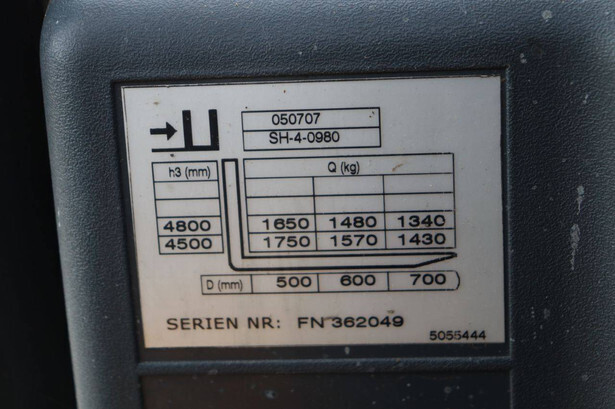 050707
SH-4-0980
h3 (mm) Q (kg)
4800 1650 1480 1340
4500 1750 1570 1430
D (mm) 500 600 700
SERIEN NR: FN 362049
5055444